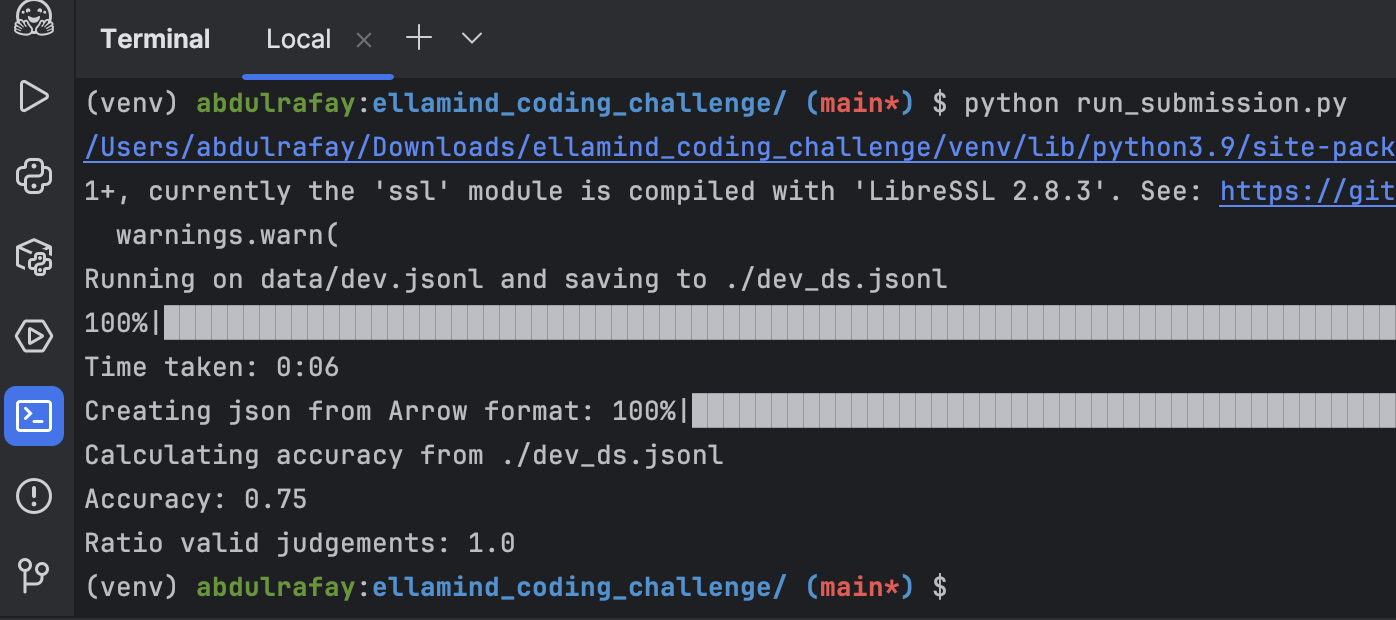 Terminal Local
(venv) abdulrafay:ellamind_coding_challenge/ (main*) $ python run_submission.py
/Users/abdulrafay/Downloads/ellamind_coding_challenge/venv/lib/python3.9/site-pack
1+, currently the 'ssl' module is compiled with 'LibreSSL 2.8.3'. See: https://git
  warnings.warn(
Running on data/dev.jsonl and saving to ./dev_ds.jsonl
100%|
Time taken: 0:06
Creating json from Arrow format: 100%|
Calculating accuracy from ./dev_ds.jsonl
Accuracy: 0.75
Ratio valid judgements: 1.0
(venv) abdulrafay:ellamind_coding_challenge/ (main*) $